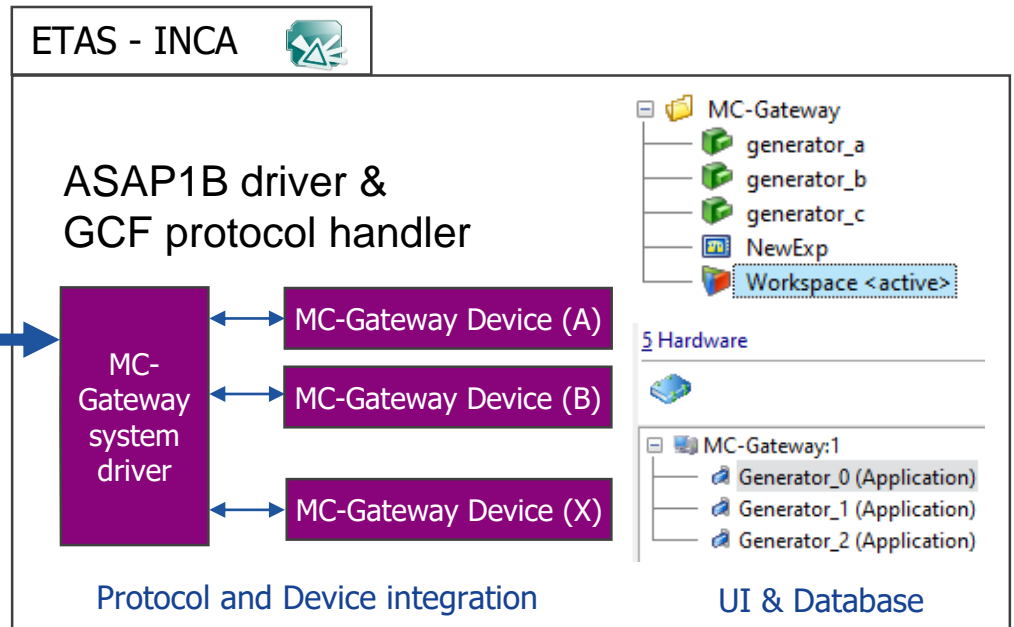 ETAS - INCA
ASAP1B driver &
GCF protocol handler
MC-
Gateway
system
driver
MC-Gateway Device (A)
MC-Gateway Device (B)
MC-Gateway Device (X)
Protocol and Device integration
MC-Gateway
generator_a
generator_b
generator_c
NewExp
Workspace <active>
5 Hardware
MC-Gateway:1
Generator_0 (Application)
Generator_1 (Application)
Generator_2 (Application)
UI & Database